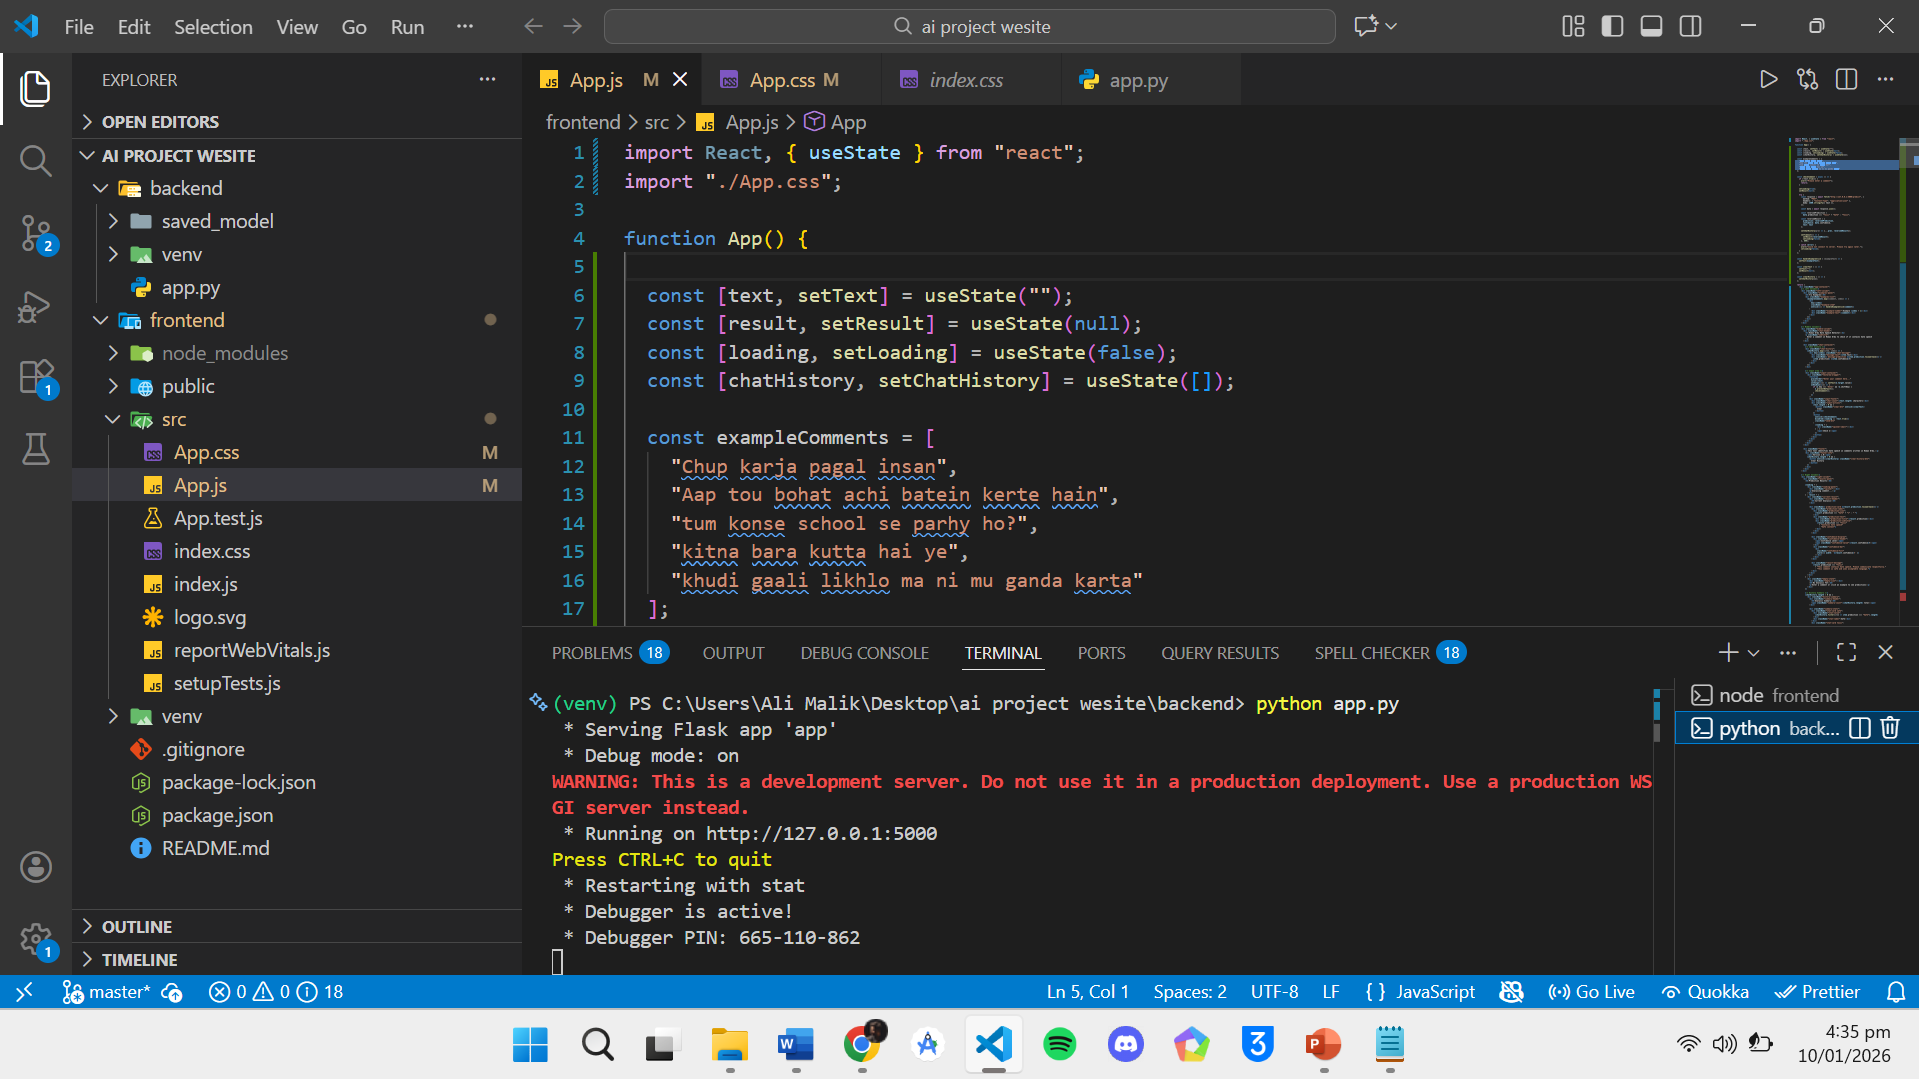 File Edit Selection View Go Run ··· ai project wesite
EXPLORER ···
OPEN EDITORS
AI PROJECT WESITE
backend
saved_model
venv
app.py
frontend
node_modules
public
src
App.css M
App.js M
App.test.js
index.css
index.js
logo.svg
reportWebVitals.js
setupTests.js
venv
.gitignore
package-lock.json
package.json
README.md
OUTLINE
TIMELINE
2
1
1
App.js M App.css M index.css app.py
frontend > src > App.js > App
1 import React, { useState } from "react";
2 import "./App.css";
3
4 function App() {
5
6 const [text, setText] = useState("");
7 const [result, setResult] = useState(null);
8 const [loading, setLoading] = useState(false);
9 const [chatHistory, setChatHistory] = useState([]);
10
11 const exampleComments = [
12 "Chup karja pagal insan",
13 "Aap tou bohat achi batein kerte hain",
14 "tum konse school se parhy ho?",
15 "kitna bara kutta hai ye",
16 "khudi gaali likhlo ma ni mu ganda karta"
17 ];
PROBLEMS 18 OUTPUT DEBUG CONSOLE TERMINAL PORTS QUERY RESULTS SPELL CHECKER 18
(venv) PS C:\Users\Ali Malik\Desktop\ai project wesite\backend> python app.py
* Serving Flask app 'app'
* Debug mode: on
WARNING: This is a development server. Do not use it in a production deployment. Use a production WS
GI server instead.
* Running on http://127.0.0.1:5000
Press CTRL+C to quit
* Restarting with stat
* Debugger is active!
* Debugger PIN: 665-110-862
node frontend
python back...
master* 0 0 18 Ln 5, Col 1 Spaces: 2 UTF-8 LF { } JavaScript Go Live Quokka Prettier
4:35 pm
10/01/2026